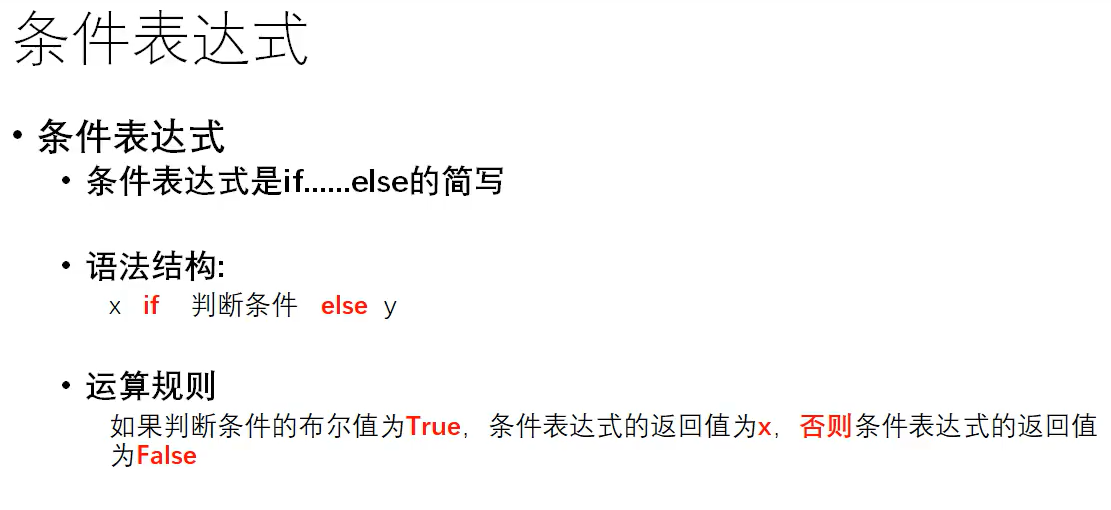 条件表达式
• 条件表达式
• 条件表达式是if......else的简写
• 语法结构:
x if 判断条件 else y
• 运算规则
如果判断条件的布尔值为True，条件表达式的返回值为x，否则条件表达式的返回值
为False